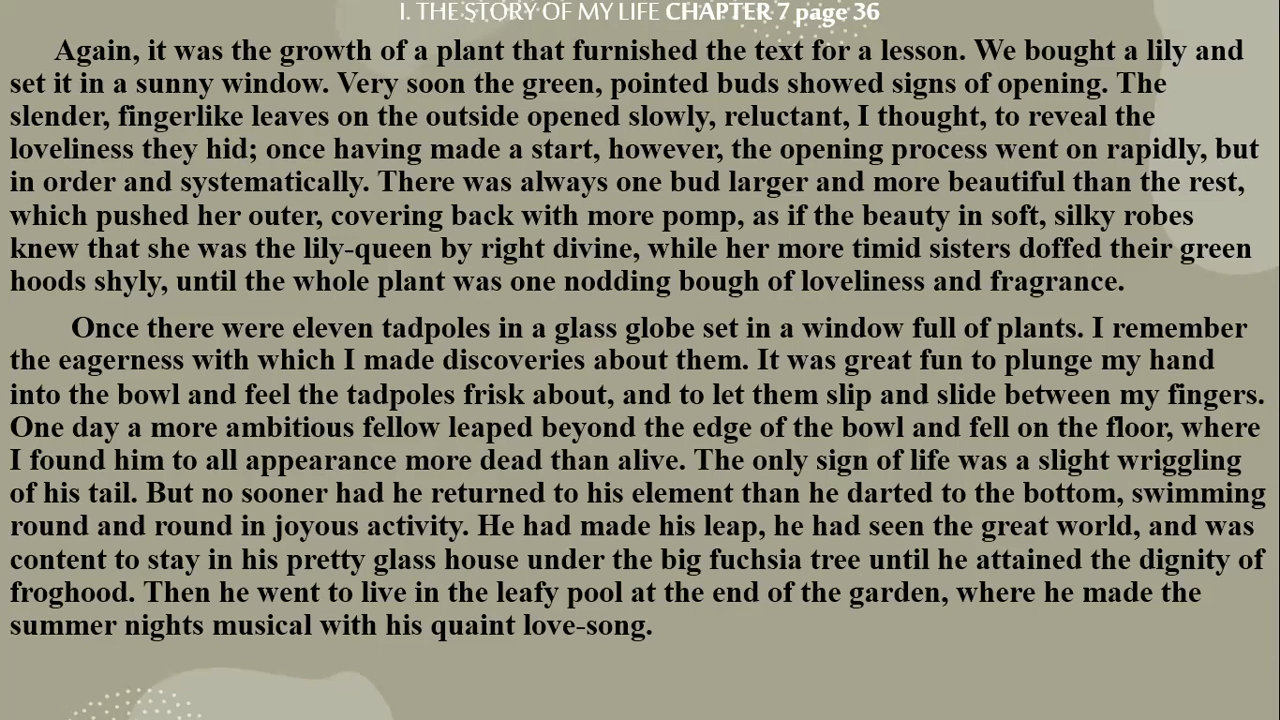 I. THE STORY OF MY LIFE CHAPTER 7 page 36
Again, it was the growth of a plant that furnished the text for a lesson. We bought a lily and
set it in a sunny window. Very soon the green, pointed buds showed signs of opening. The
slender, fingerlike leaves on the outside opened slowly, reluctant, I thought, to reveal the
loveliness they hid; once having made a start, however, the opening process went on rapidly, but
in order and systematically. There was always one bud larger and more beautiful than the rest,
which pushed her outer, covering back with more pomp, as if the beauty in soft, silky robes
knew that she was the lily-queen by right divine, while her more timid sisters doffed their green
hoods shyly, until the whole plant was one nodding bough of loveliness and fragrance.
Once there were eleven tadpoles in a glass globe set in a window full of plants. I remember
the eagerness with which I made discoveries about them. It was great fun to plunge my hand
into the bowl and feel the tadpoles frisk about, and to let them slip and slide between my fingers.
One day a more ambitious fellow leaped beyond the edge of the bowl and fell on the floor, where
I found him to all appearance more dead than alive. The only sign of life was a slight wriggling
of his tail. But no sooner had he returned to his element than he darted to the bottom, swimming
round and round in joyous activity. He had made his leap, he had seen the great world, and was
content to stay in his pretty glass house under the big fuchsia tree until he attained the dignity of
froghood. Then he went to live in the leafy pool at the end of the garden, where he made the
summer nights musical with his quaint love-song.